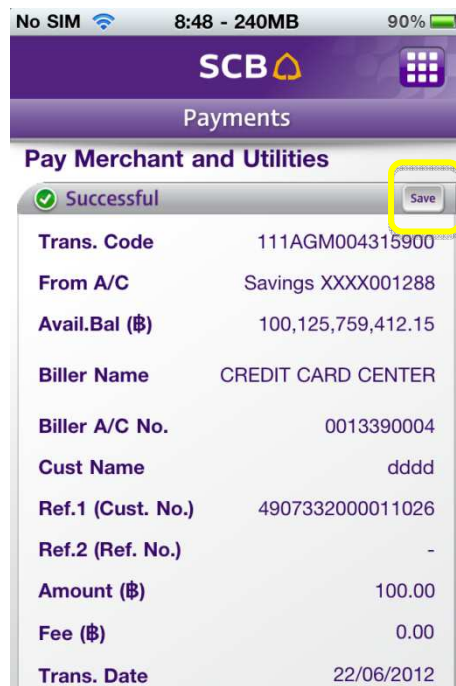 No SIM 8:48 - 240MB 90%
SCB
Payments
Pay Merchant and Utilities
Successful Save
Trans. Code 111AGM004315900
From A/C Savings XXXX001288
Avail.Bal (฿) 100,125,759,412.15
Biller Name CREDIT CARD CENTER
Biller A/C No. 0013390004
Cust Name dddd
Ref.1 (Cust. No.) 4907332000011026
Ref.2 (Ref. No.) -
Amount (฿) 100.00
Fee (฿) 0.00
Trans. Date 22/06/2012